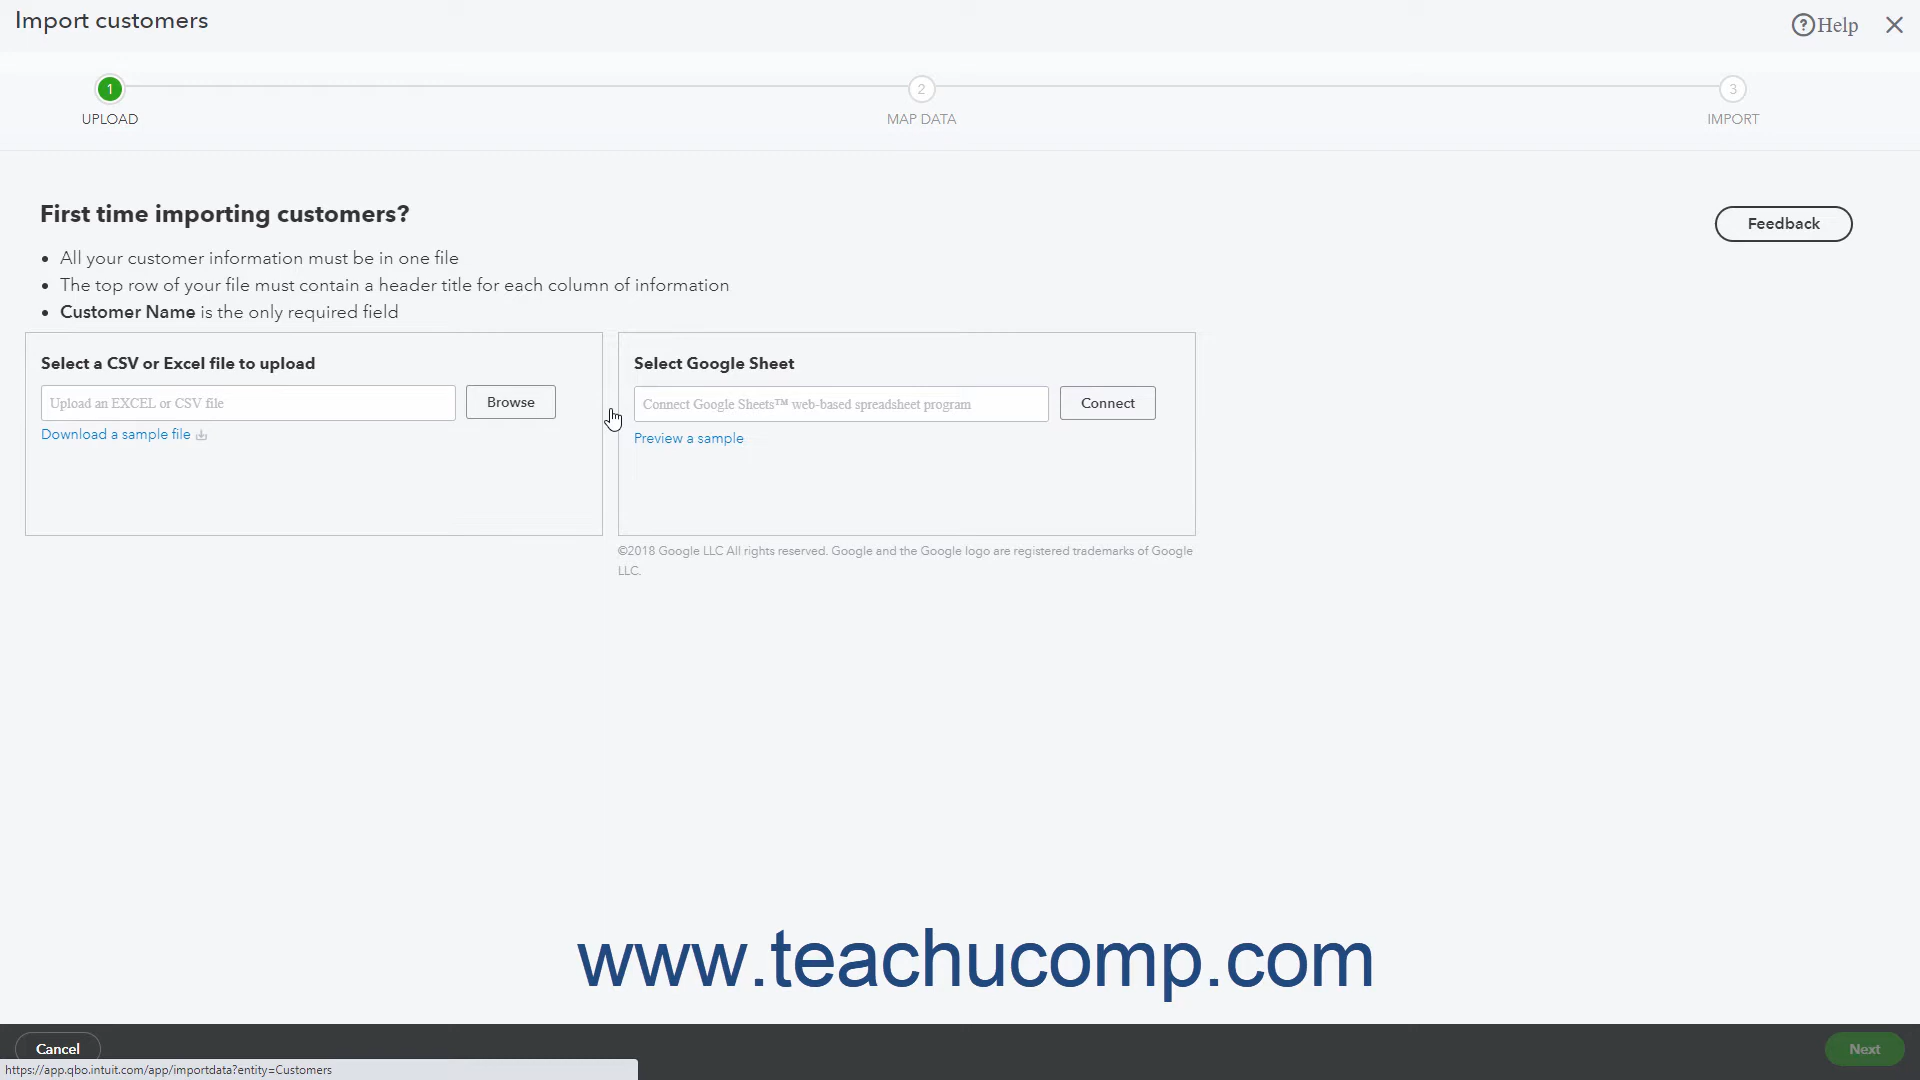 Import customers
? Help
1
2
3
UPLOAD
MAP DATA
IMPORT
First time importing customers?
Feedback
• All your customer information must be in one file
• The top row of your file must contain a header title for each column of information
• Customer Name is the only required field
Select a CSV or Excel file to upload
Upload an EXCEL or CSV file
Browse
Download a sample file
Select Google Sheet
Connect Google Sheets™ web-based spreadsheet program
Connect
Preview a sample
©2018 Google LLC All rights reserved. Google and the Google logo are registered trademarks of Google
LLC.
www.teachucomp.com
Cancel
Next
https://app.qbo.intuit.com/app/importdata?entity=Customers